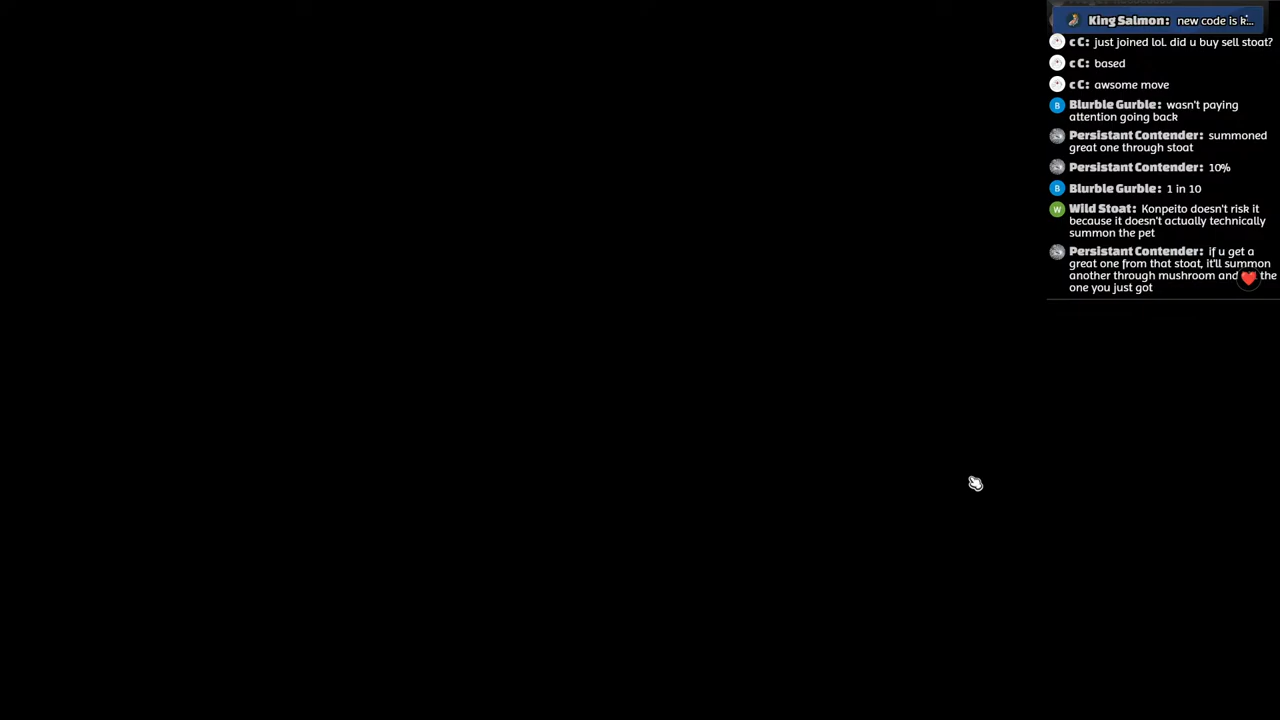 King Salmon: new code is k...
c C: just joined lol. did u buy sell stoat?
c C: based
c C: awsome move
B Blurble Gurble: wasn't paying
attention going back
Persistant Contender: summoned
great one through stoat
Persistant Contender: 10%
B Blurble Gurble: 1 in 10
W Wild Stoat: Konpeito doesn't risk it
because it doesn't actually technically
summon the pet
Persistant Contender: if u get a
great one from that stoat, it'll summon
another through mushroom and the
one you just got